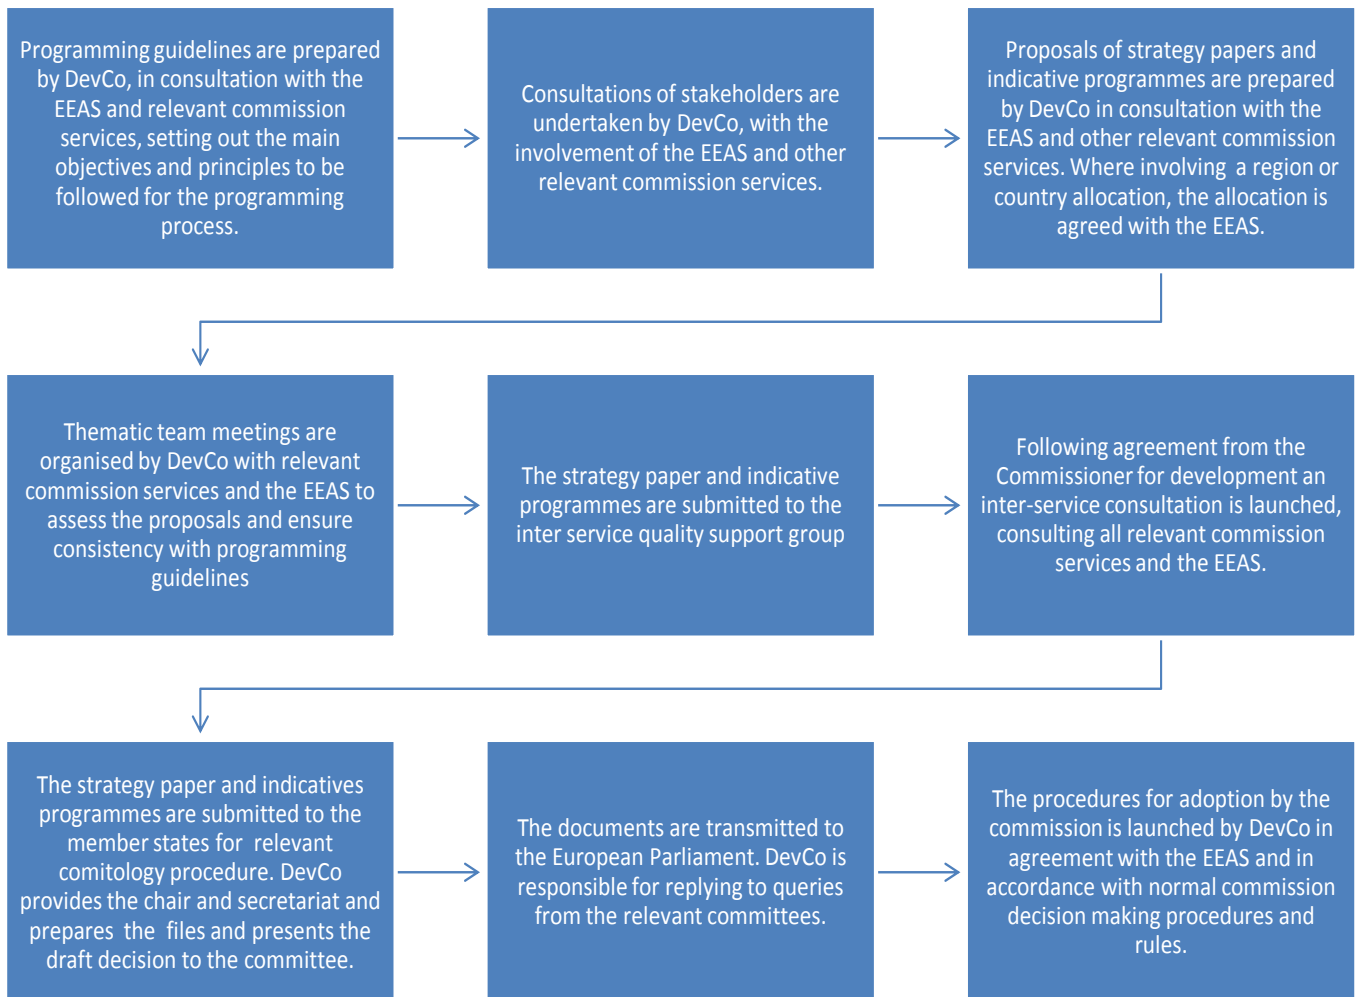 Programming guidelines are prepared
by DevCo, in consultation with the
EEAS and relevant commission
services, setting out the main
objectives and principles to be
followed for the programming
process.
Consultations of stakeholders are
undertaken by DevCo, with the
involvement of the EEAS and other
relevant commission services.
Proposals of strategy papers and
indicative programmes are prepared
by DevCo in consultation with the
EEAS and other relevant commission
services. Where involving a region or
country allocation, the allocation is
agreed with the EEAS.
Thematic team meetings are
organised by DevCo with relevant
commission services and the EEAS to
assess the proposals and ensure
consistency with programming
guidelines
The strategy paper and indicative
programmes are submitted to the
inter service quality support group
Following agreement from the
Commissioner for development an
inter-service consultation is launched,
consulting all relevant commission
services and the EEAS.
The strategy paper and indicatives
programmes are submitted to the
member states for relevant
comitology procedure. DevCo
provides the chair and secretariat and
prepares the files and presents the
draft decision to the committee.
The documents are transmitted to
the European Parliament. DevCo is
responsible for replying to queries
from the relevant committees.
The procedures for adoption by the
commission is launched by DevCo in
agreement with the EEAS and in
accordance with normal commission
decision making procedures and
rules.